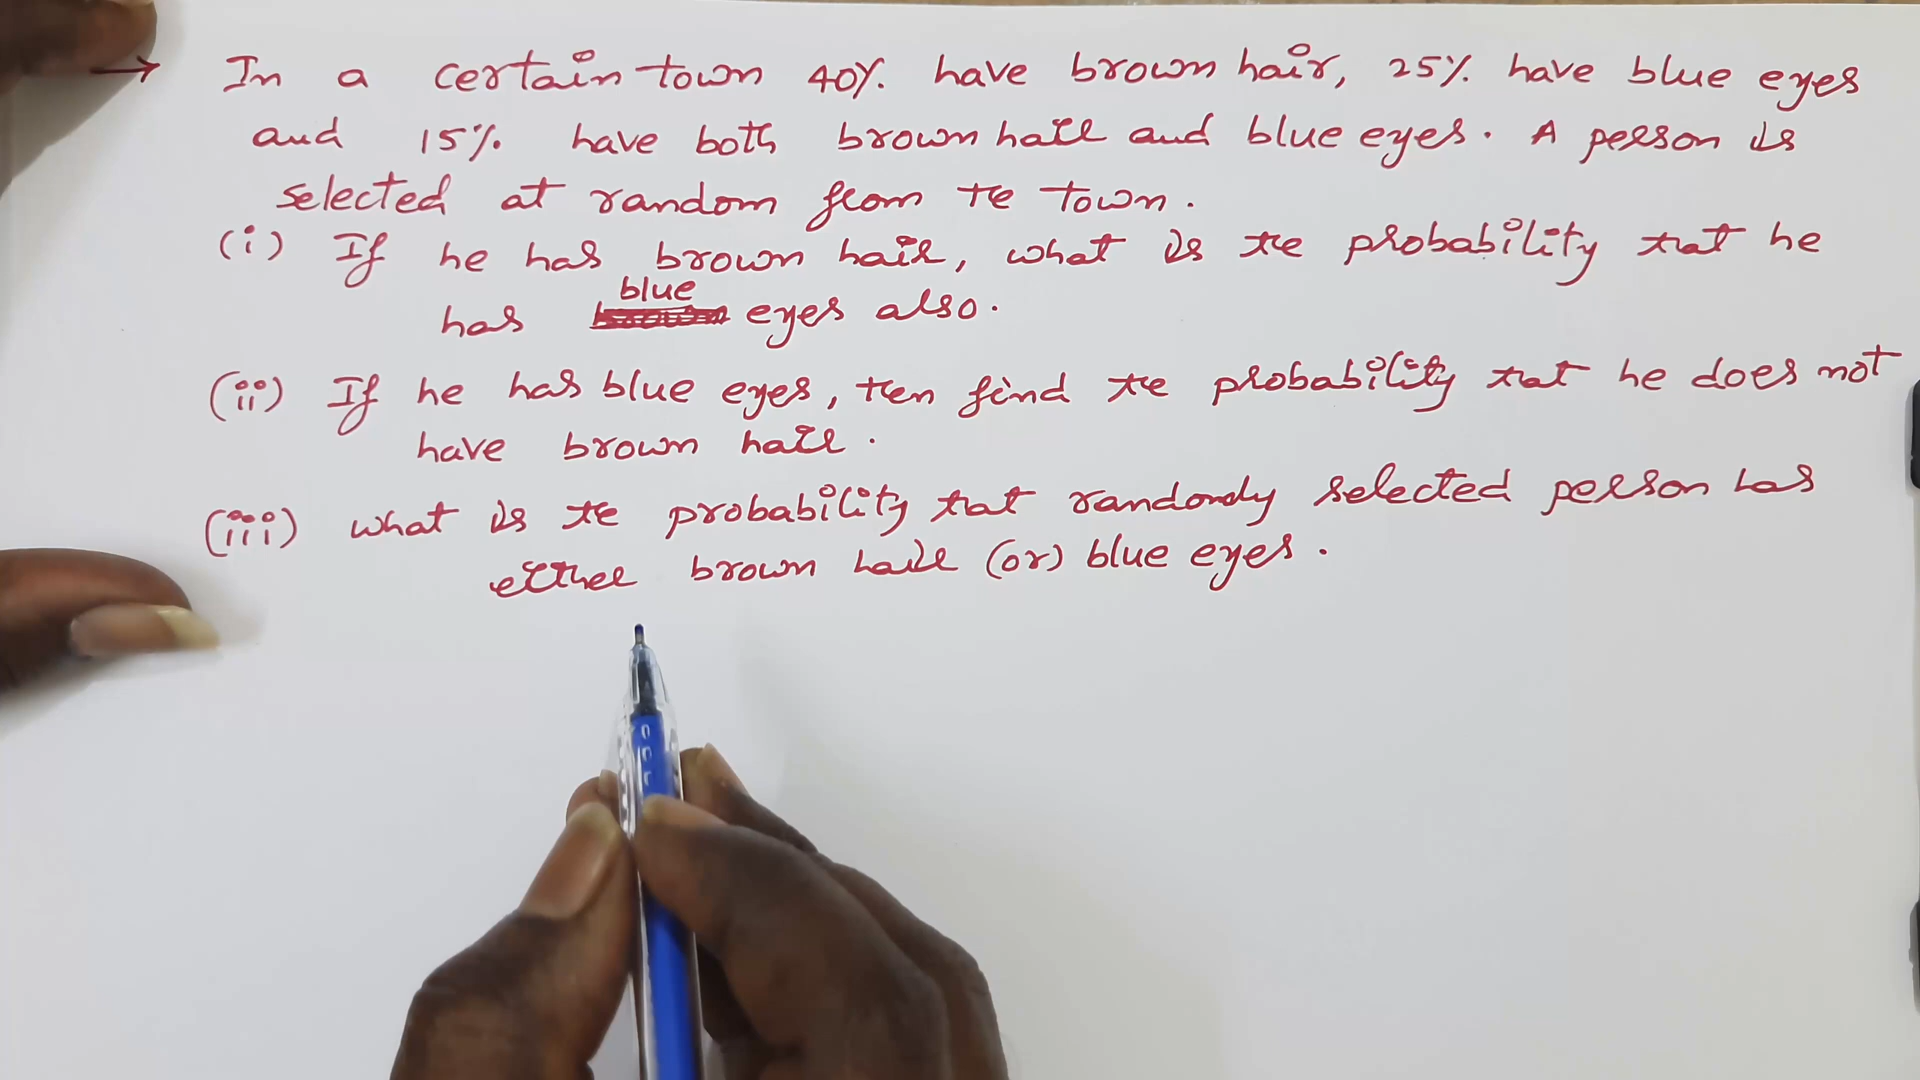 → In a certain town 40% have brown hair, 25% have blue eyes
and 15% have both brown hair and blue eyes. A person is
selected at random from the town.
(i) If he has brown hair, what is the probability that he
has blue eyes also.
(ii) If he has blue eyes, then find the probability that he does not
have brown hair.
(iii) what is the probability that randomly selected person has
either brown hair (or) blue eyes.